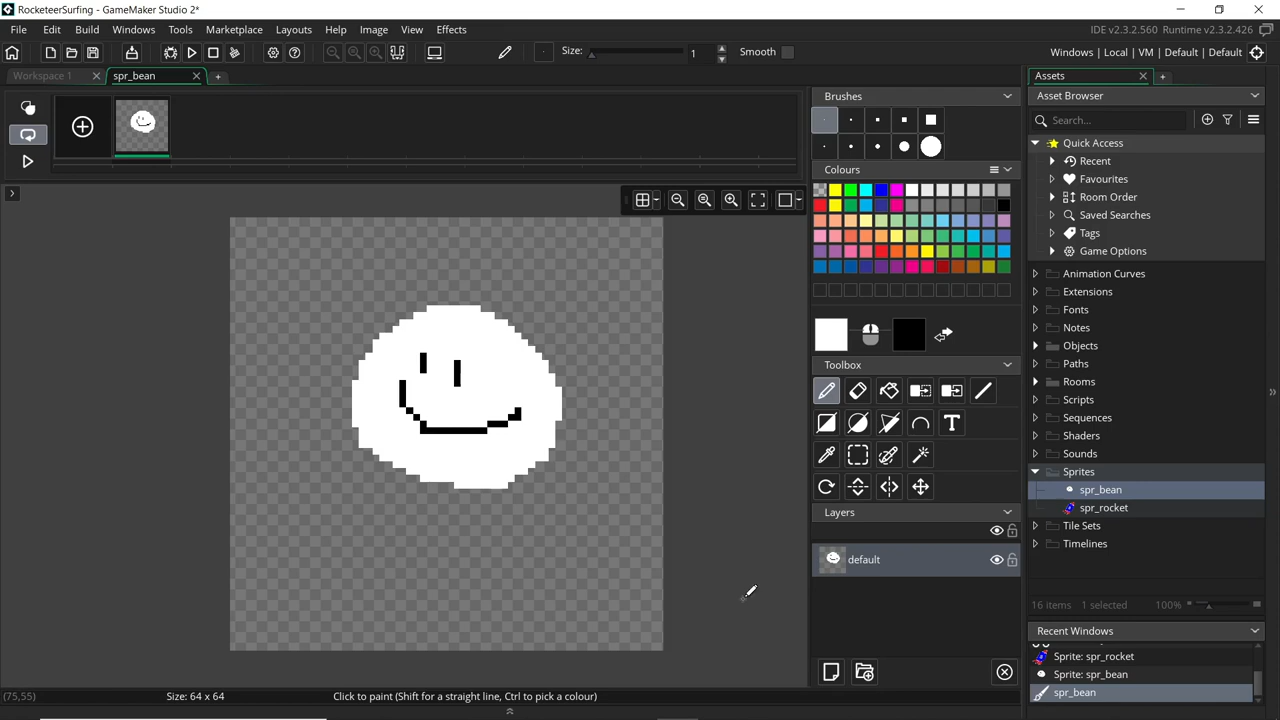 RocketeerSurfing - GameMaker Studio 2*
File Edit Build Windows Tools Marketplace Layouts Help Image View Effects
IDE v2.3.2.560 Runtime v2.3.2.426
Size: 1 Smooth
Windows | Local | VM | Default | Default
Workspace 1 spr_bean
Assets
Asset Browser
Search...
Quick Access
Recent
Favourites
Room Order
Saved Searches
Tags
Game Options
Animation Curves
Extensions
Fonts
Notes
Objects
Paths
Rooms
Scripts
Sequences
Shaders
Sounds
Sprites
spr_bean
spr_rocket
Tile Sets
Timelines
16 items 1 selected 100%
Recent Windows
Sprite: spr_rocket
Sprite: spr_bean
spr_bean
Brushes
Colours
Toolbox
T
Layers
default
(75,55) Size: 64 x 64 Click to paint (Shift for a straight line, Ctrl to pick a colour)